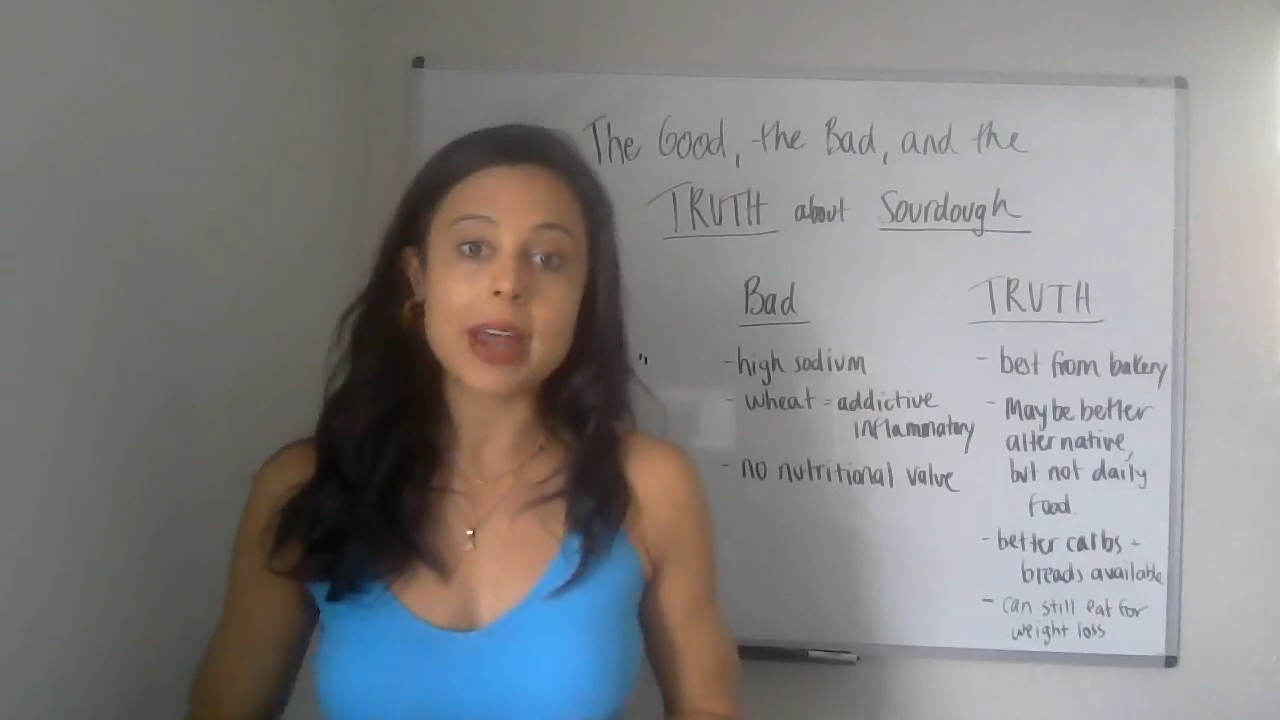 The Good, the Bad, and the
TRUTH about Sourdough
Bad
- high sodium
- wheat = addictive
inflammatory
- no nutritional value
TRUTH
- best from bakery
- Maybe better
alternative,
but not daily
food.
- better carbs -
breads available
- can still eat for
weight loss